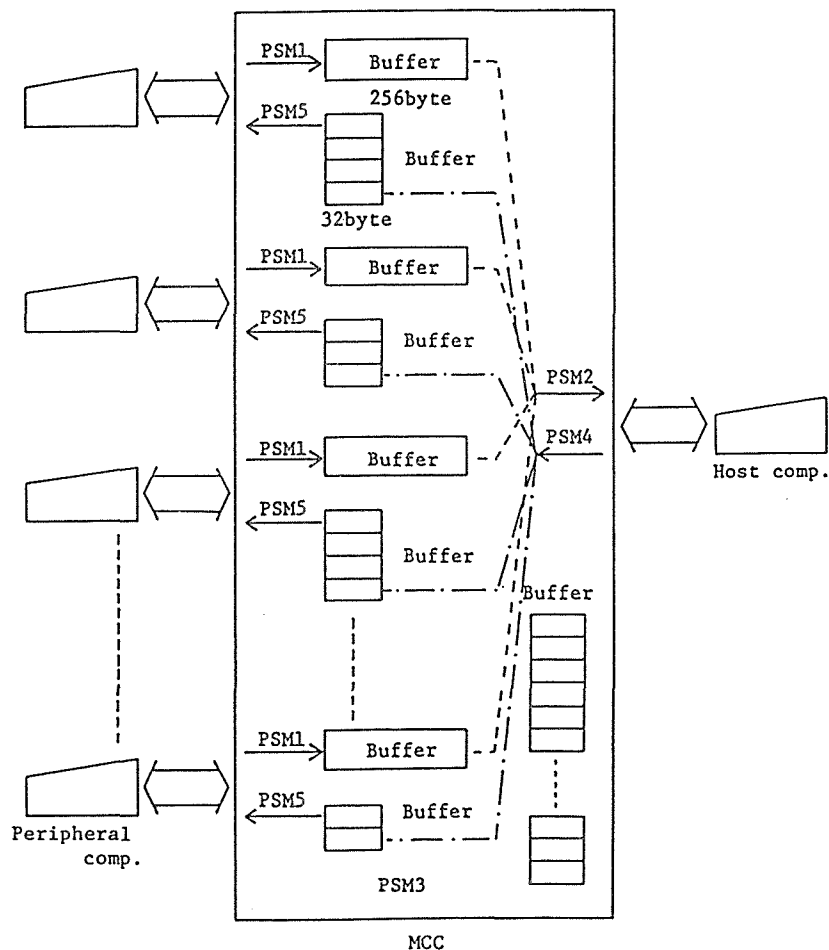 PSM1
Buffer
256byte
PSM5
Buffer
32byte
PSM1
Buffer
PSM5
Buffer
PSM2
PSM4
PSM1
Buffer
Host comp.
PSM5
Buffer
Buffer
PSM1
Buffer
PSM5
Buffer
Peripheral
comp.
PSM3
MCC